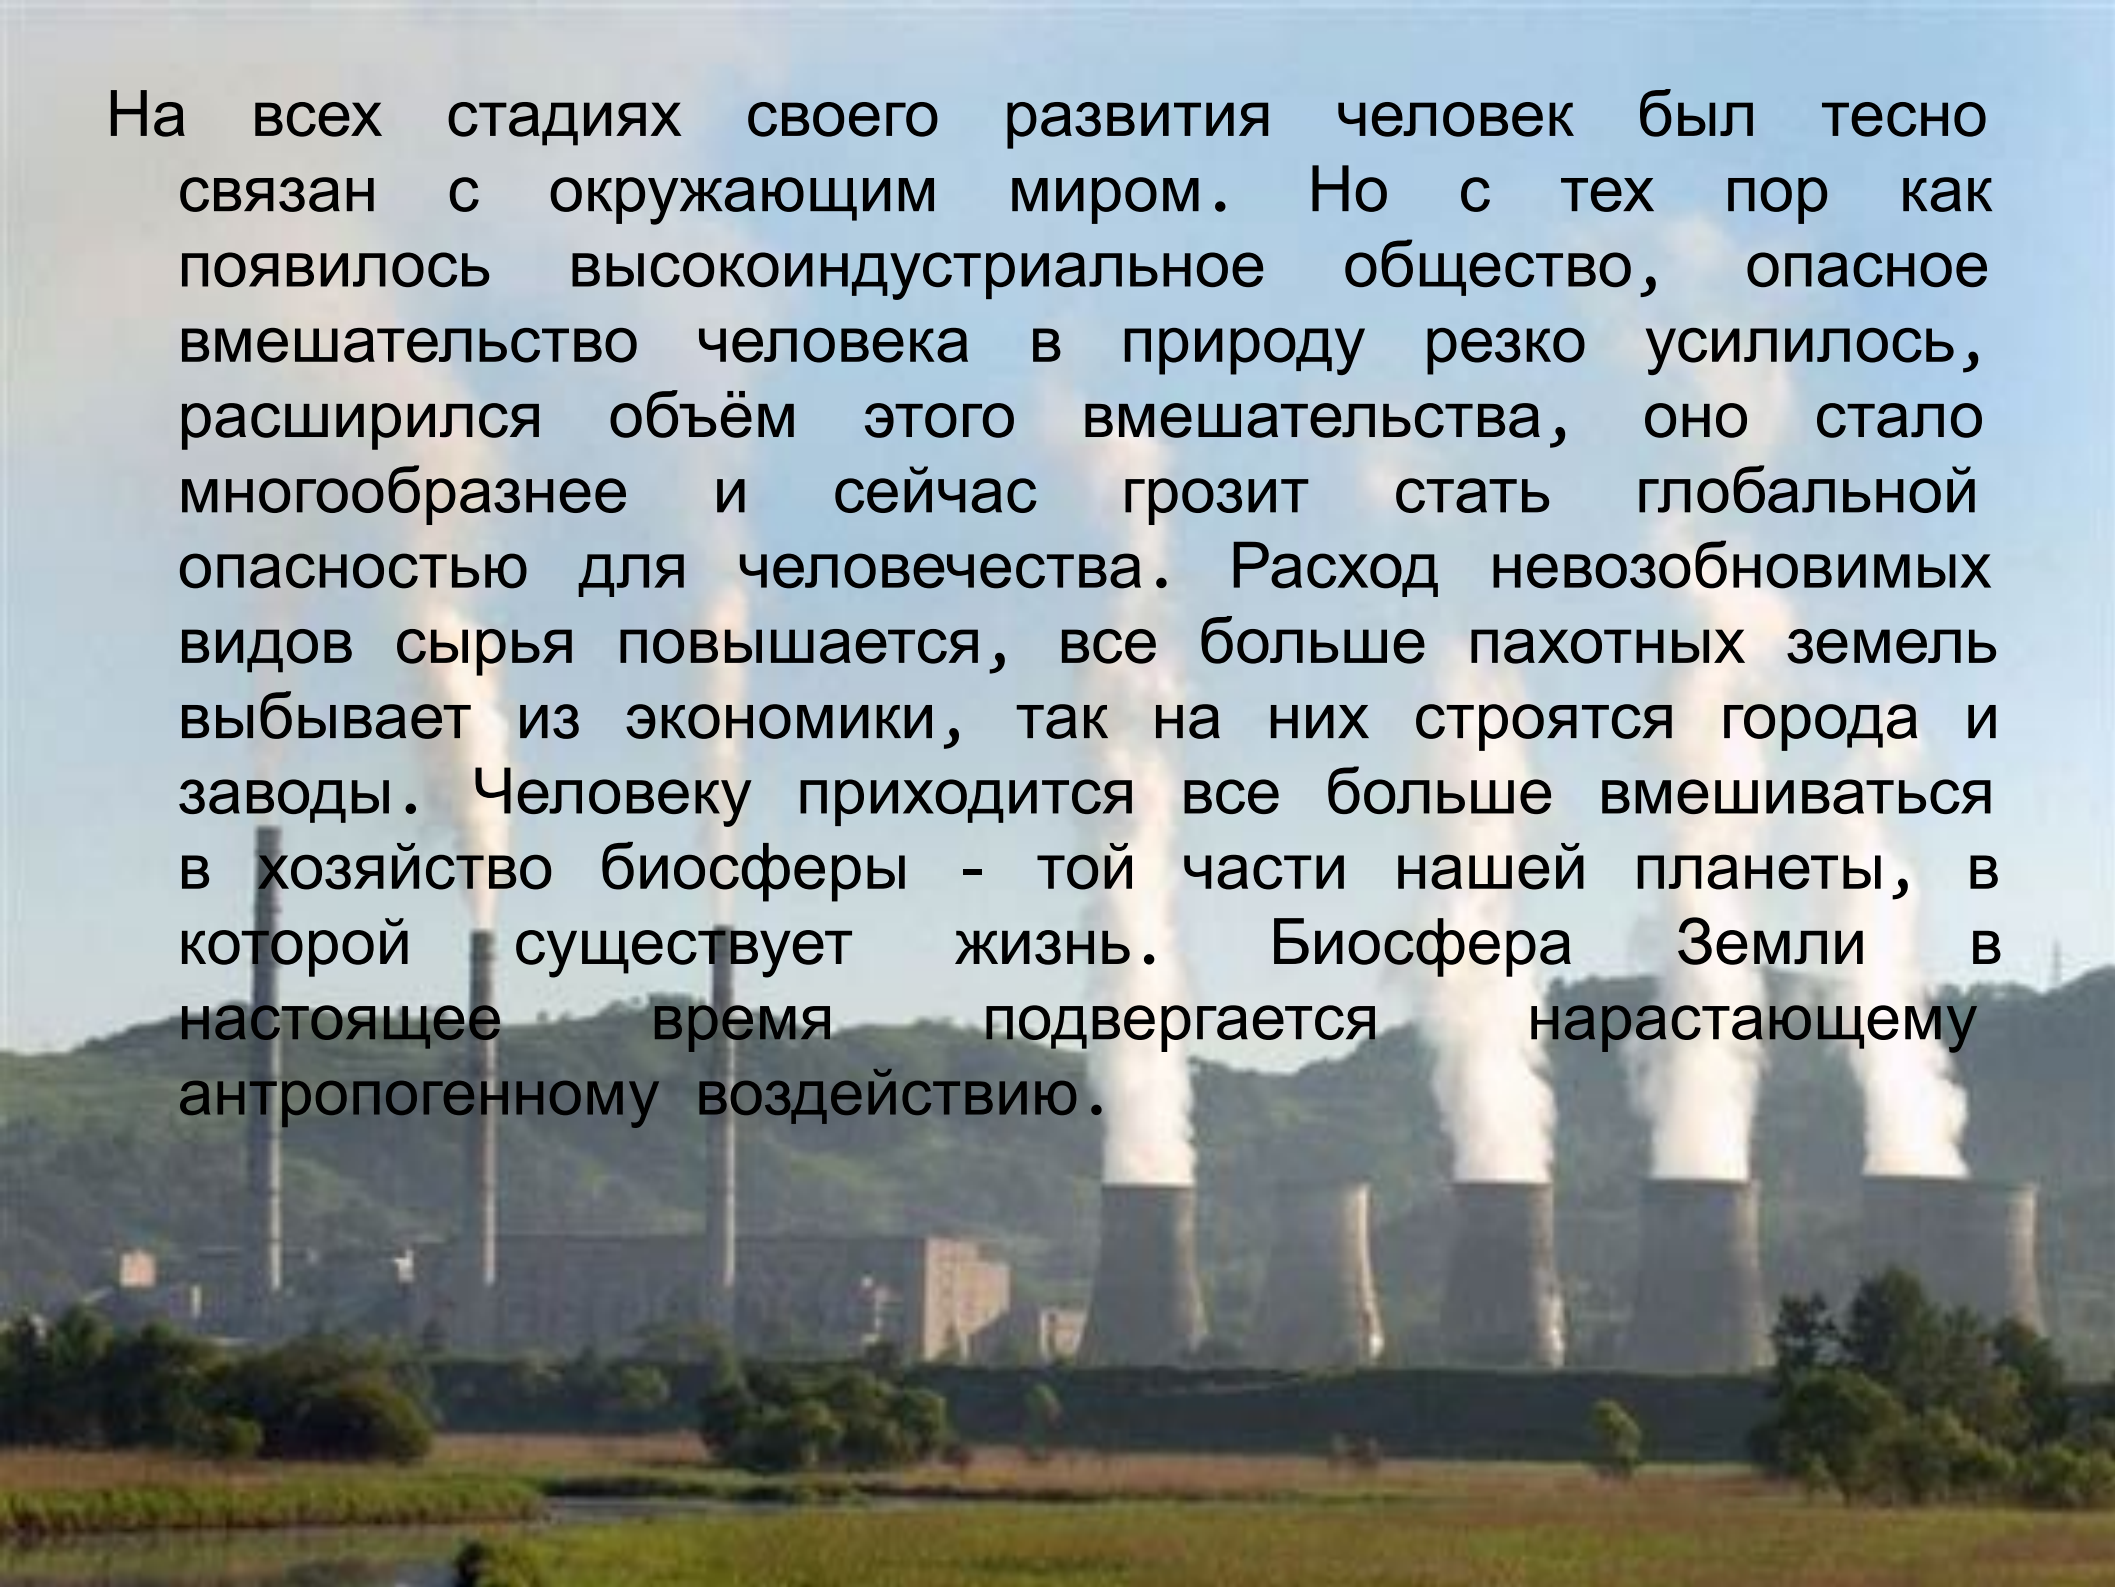 На всех стадиях своего развития человек был тесно
связан с окружающим миром. Но с тех пор как
появилось высокоиндустриальное общество, опасное
вмешательство человека в природу резко усилилось,
расширился объём этого вмешательства, оно стало
многообразнее и сейчас грозит стать глобальной
опасностью для человечества. Расход невозобновимых
видов сырья повышается, все больше пахотных земель
выбывает из экономики, так на них строятся города и
заводы. Человеку приходится все больше вмешиваться
в хозяйство биосферы - той части нашей планеты, в
которой существует жизнь. Биосфера Земли в
настоящее время подвергается нарастающему
антропогенному воздействию.